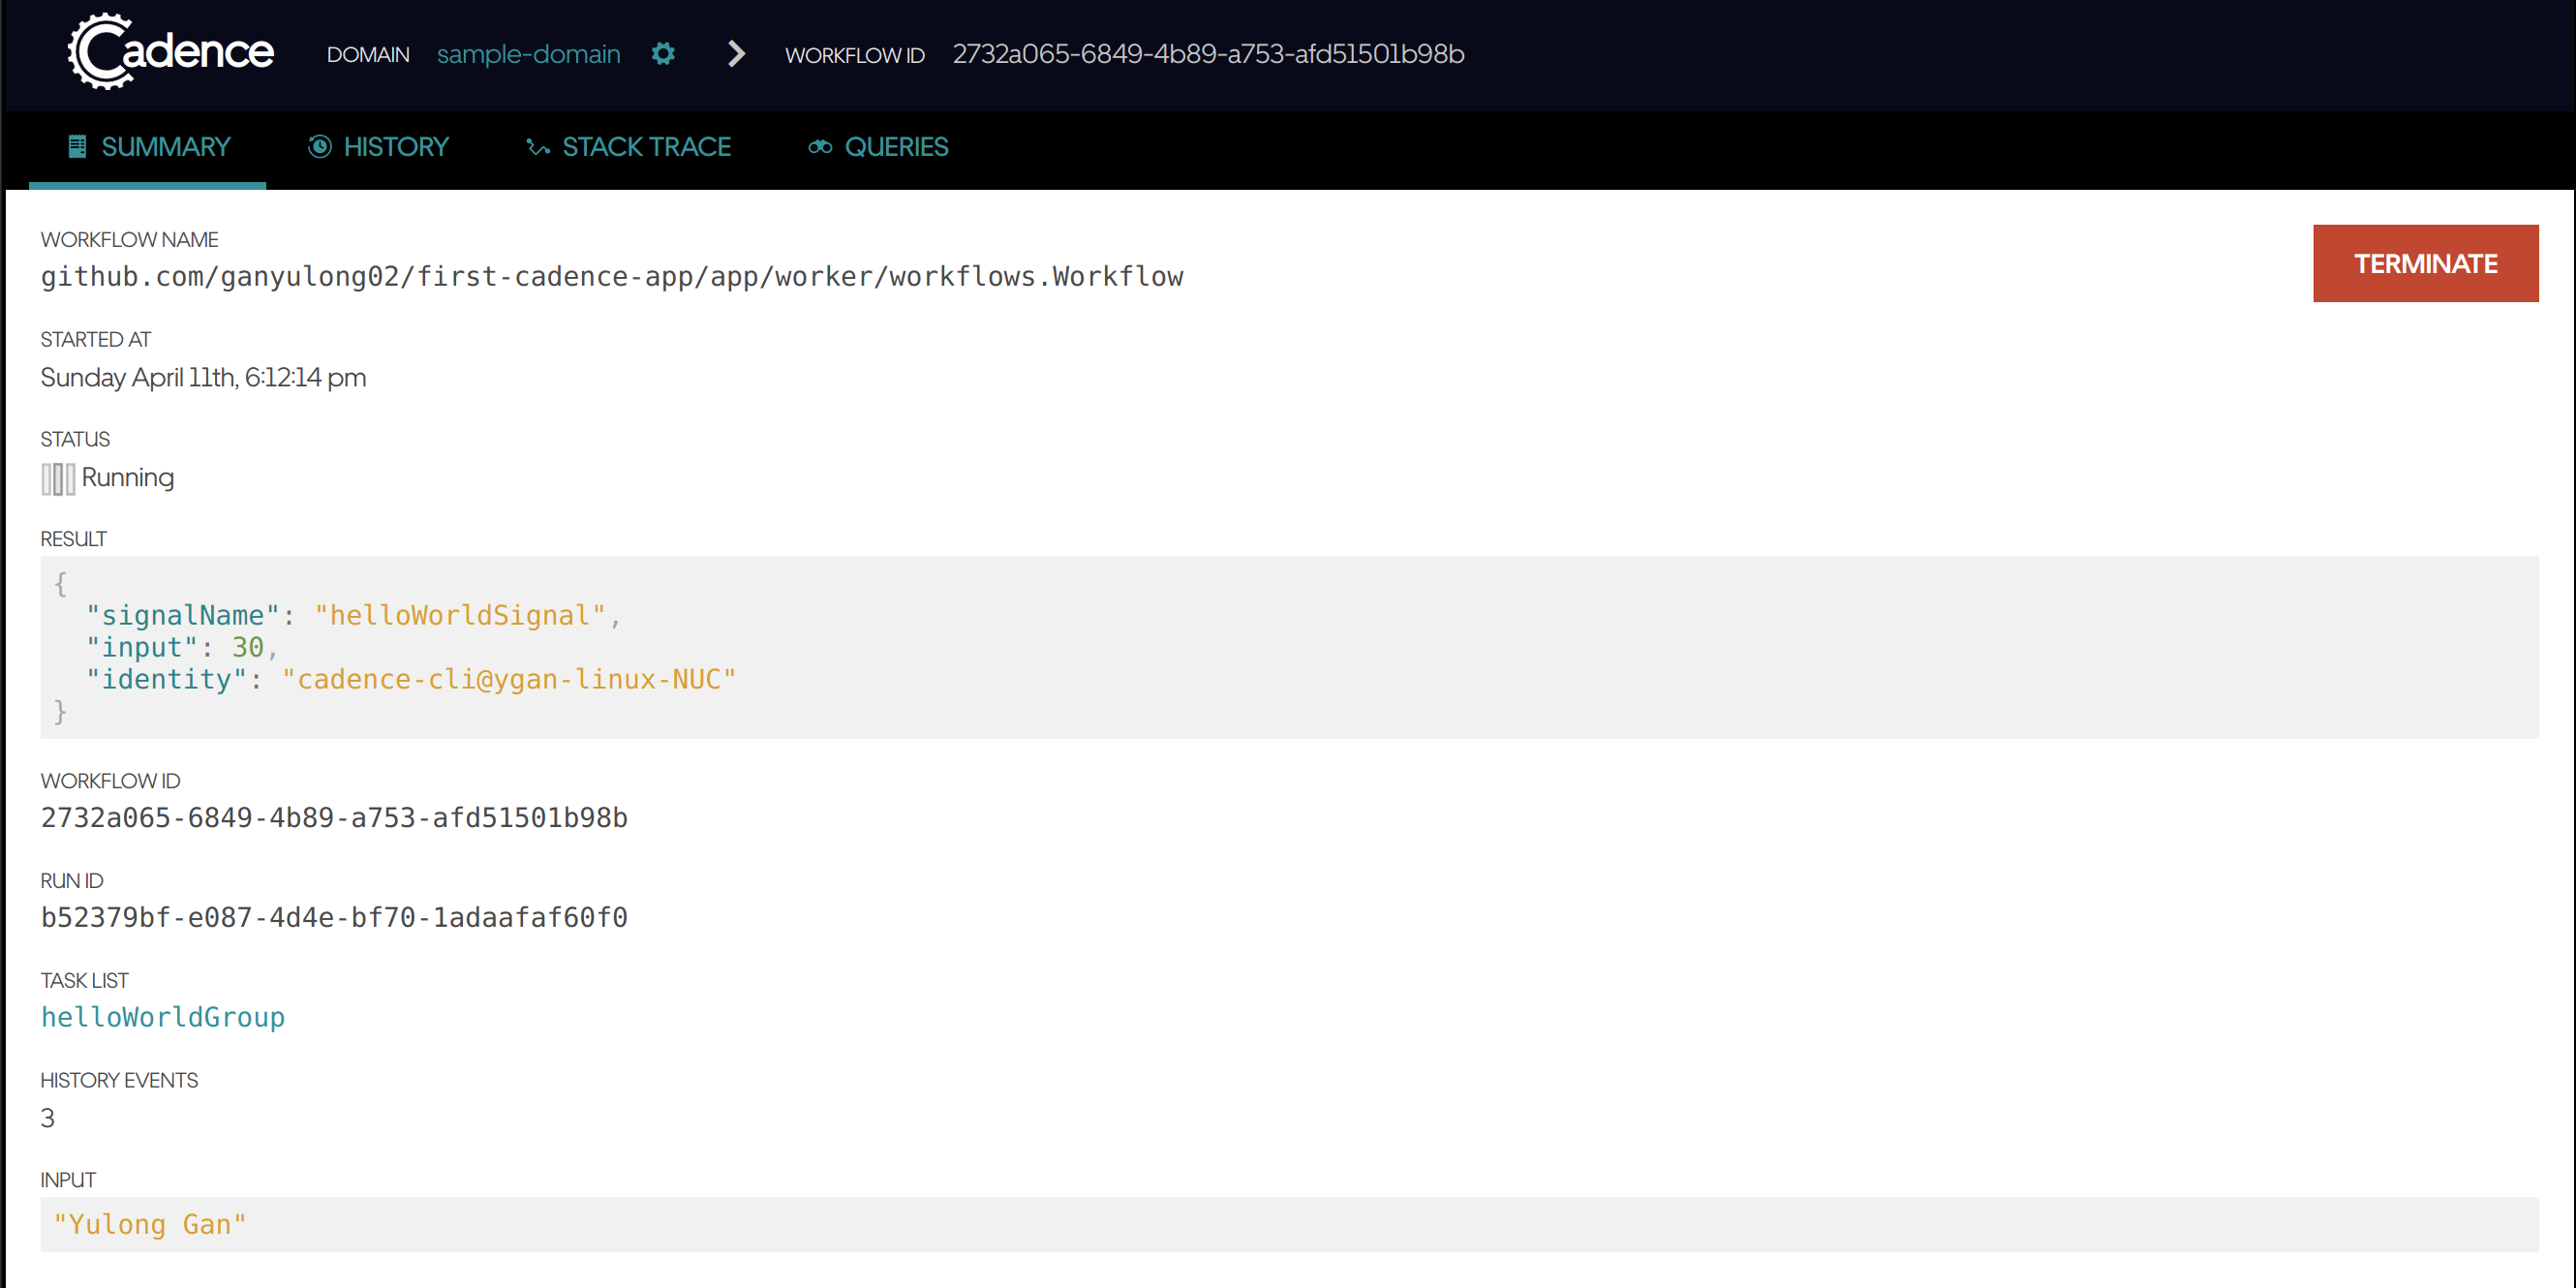 Cadence DOMAIN sample-domain WORKFLOW ID 2732a065-6849-4b89-a753-afd51501b98b
SUMMARY HISTORY STACK TRACE QUERIES
WORKFLOW NAME
github.com/ganyulong02/first-cadence-app/app/worker/workflows.Workflow
TERMINATE
STARTED AT
Sunday April 11th, 6:12:14 pm
STATUS
Running
RESULT
{
"signalName": "helloWorldSignal",
"input": 30,
"identity": "cadence-cli@ygan-linux-NUC"
}
WORKFLOW ID
2732a065-6849-4b89-a753-afd51501b98b
RUN ID
b52379bf-e087-4d4e-bf70-1adaafaf60f0
TASK LIST
helloWorldGroup
HISTORY EVENTS
3
INPUT
"Yulong Gan"